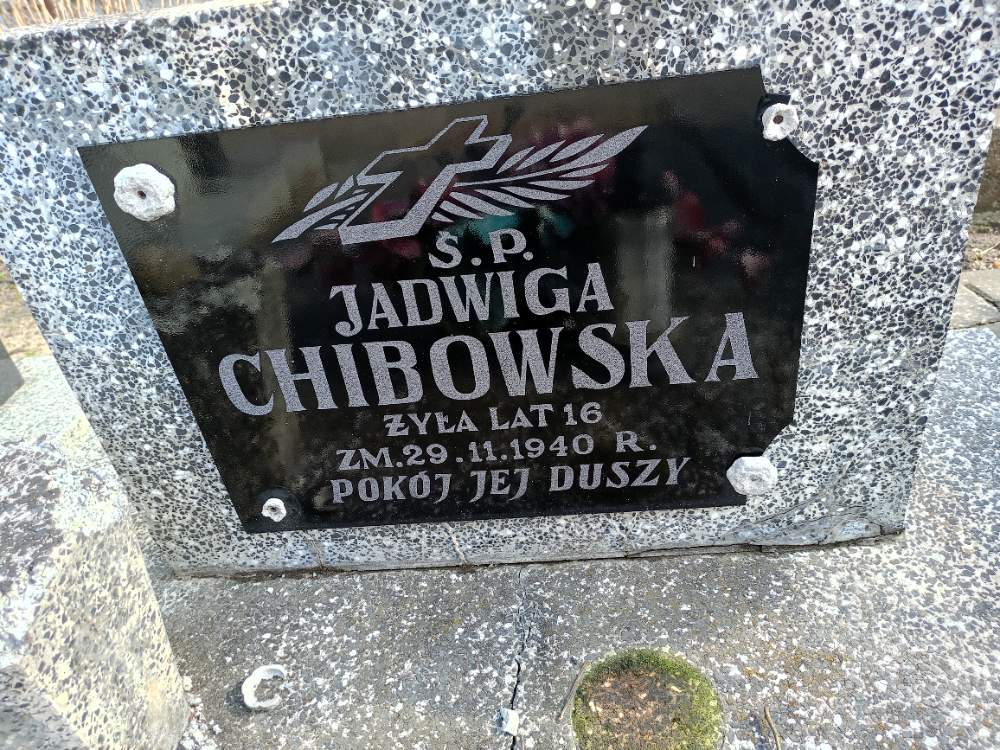 Ś.P.
JADWIGA
CHIBOWSKA
ŻYŁA LAT 16
ZM.29.11.1940 R.
POKÓJ JEJ DUSZY